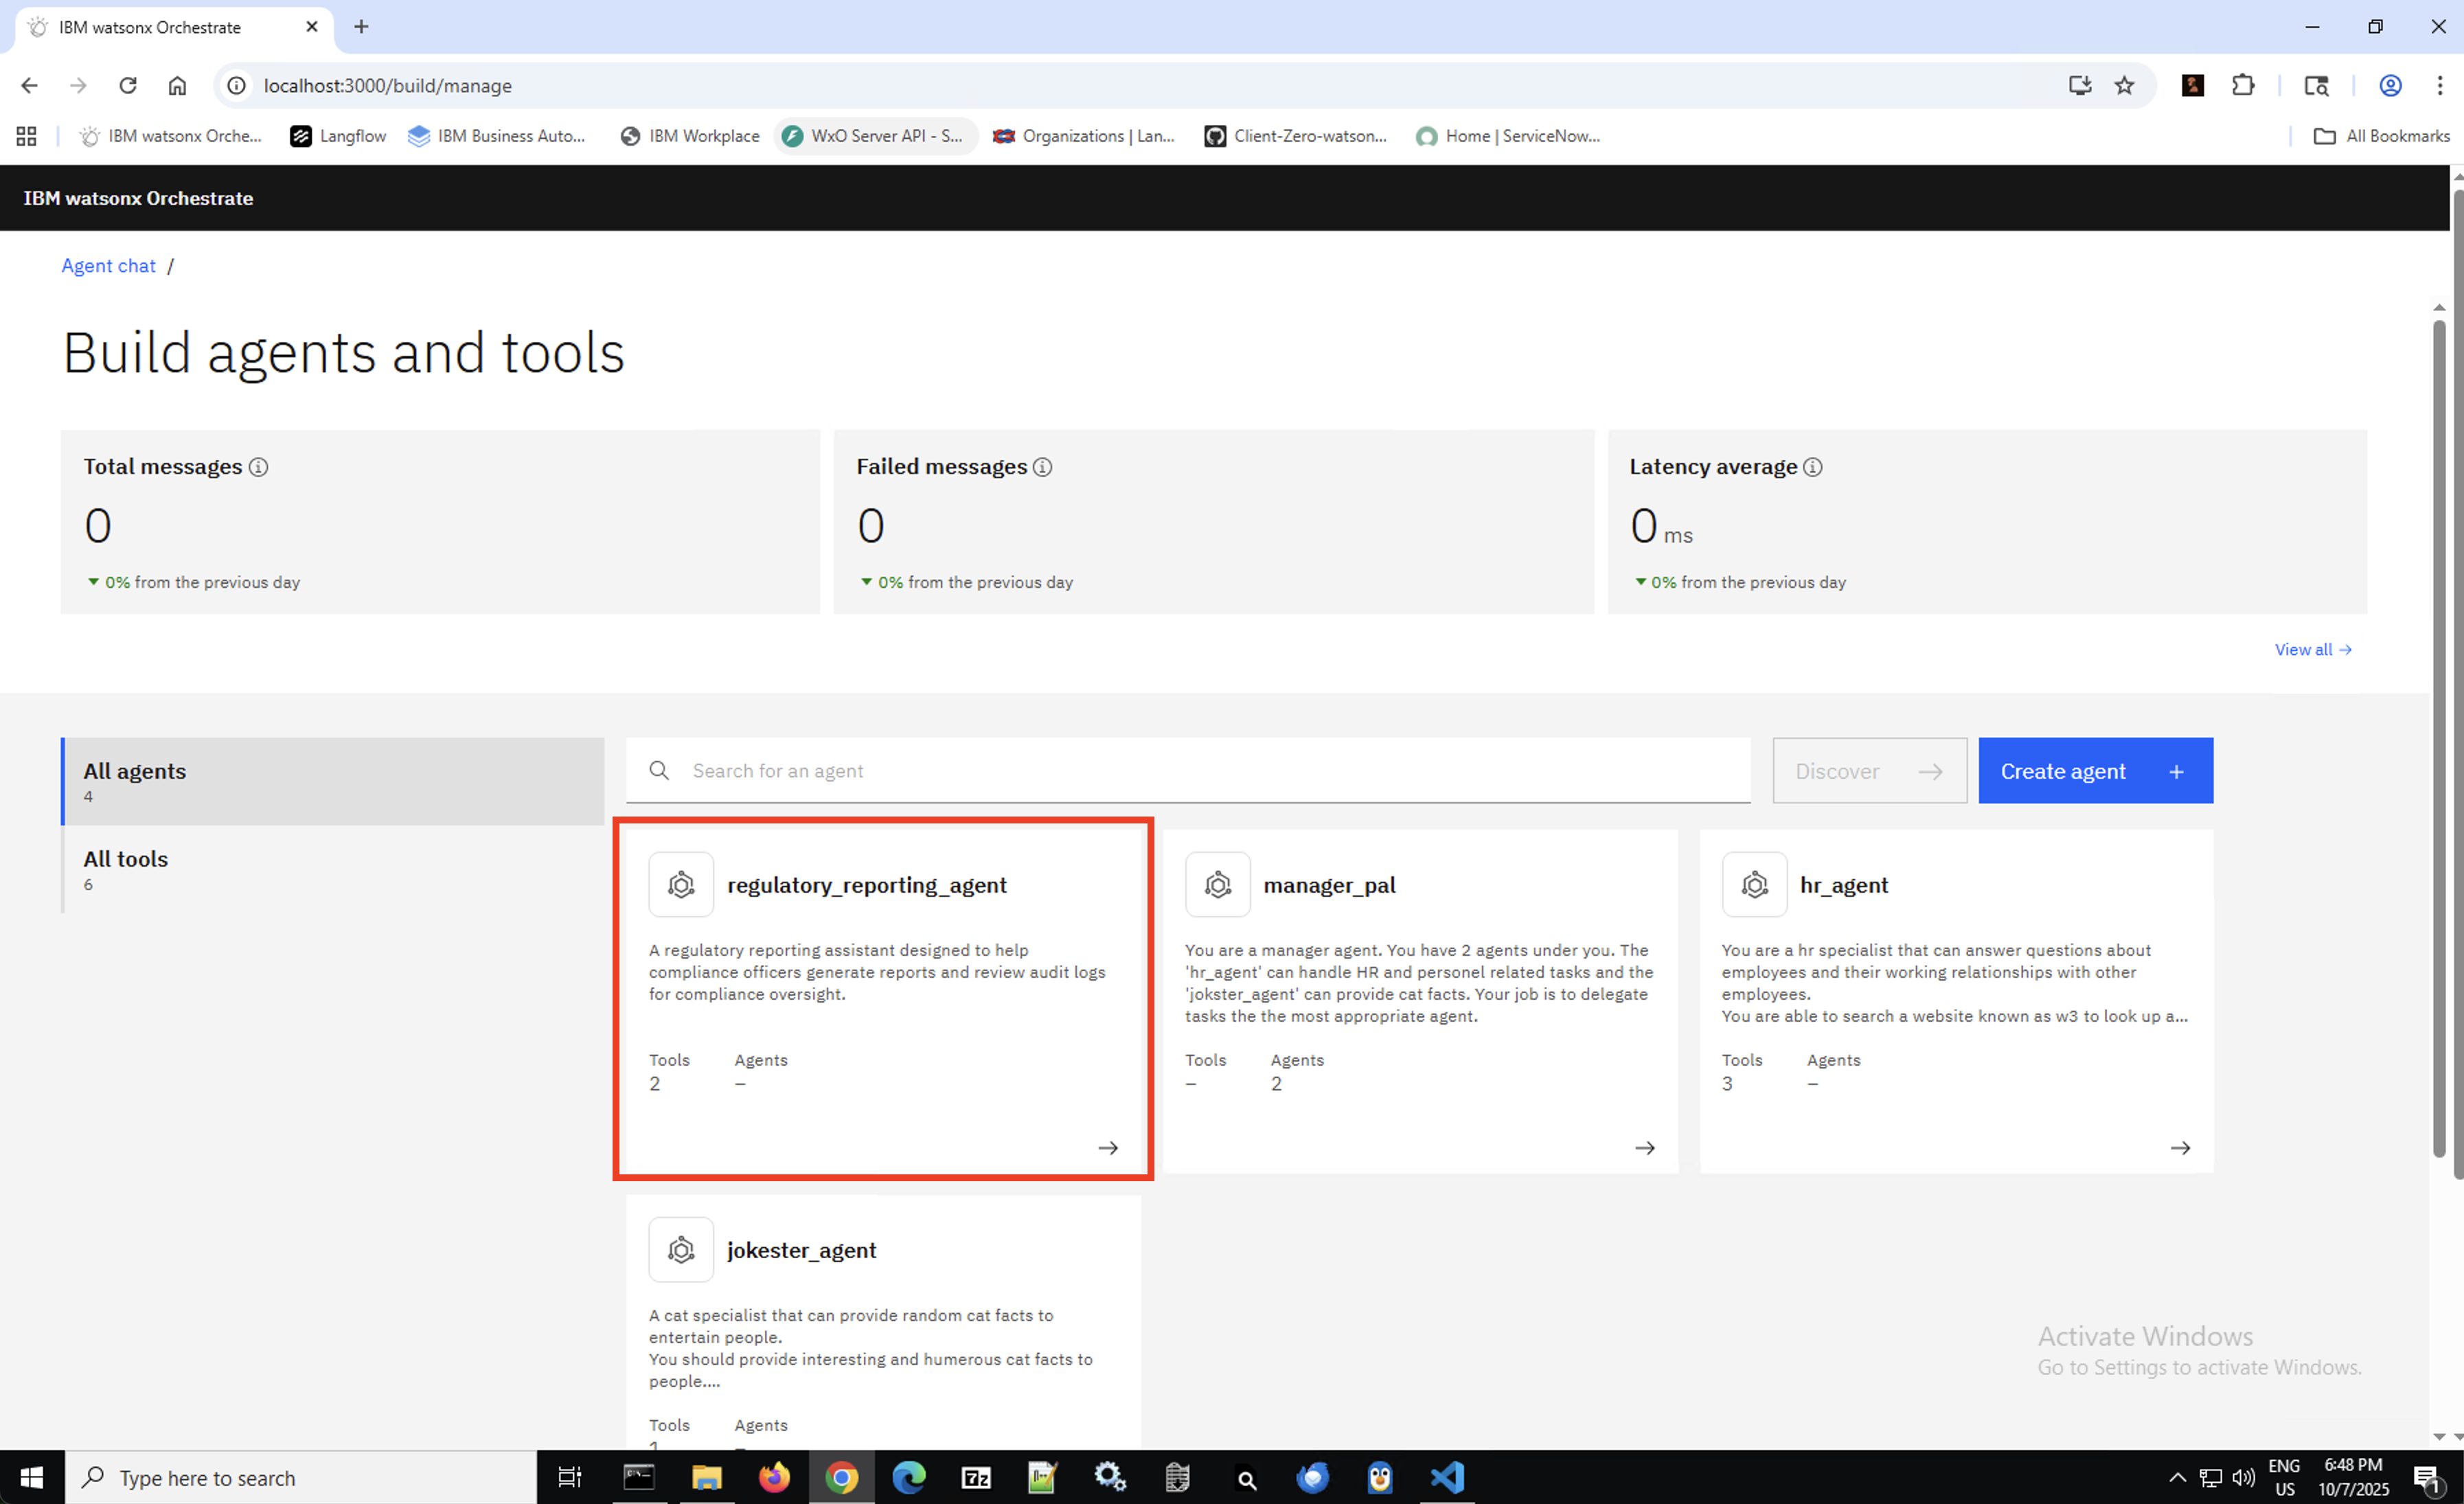 IBM watsonx Orchestrate
localhost:3000/build/manage
IBM watsonx Orche...
Langflow
IBM Business Auto...
IBM Workplace
WxO Server API - S...
Organizations | Lan...
Client-Zero-watson...
Home | ServiceNow...
All Bookmarks
IBM watsonx Orchestrate
Agent chat /
Build agents and tools
Total messages
0
0% from the previous day
Failed messages
0
0% from the previous day
Latency average
0 ms
0% from the previous day
View all →
All agents
4
All tools
6
Search for an agent
Discover →
Create agent +
regulatory_reporting_agent
A regulatory reporting assistant designed to help
compliance officers generate reports and review audit logs
for compliance oversight.
Tools Agents
2 –
manager_pal
You are a manager agent. You have 2 agents under you. The
'hr_agent' can handle HR and personel related tasks and the
'jokster_agent' can provide cat facts. Your job is to delegate
tasks the the most appropriate agent.
Tools Agents
– 2
hr_agent
You are a hr specialist that can answer questions about
employees and their working relationships with other
employees.
You are able to search a website known as w3 to look up a...
Tools Agents
3 –
jokester_agent
A cat specialist that can provide random cat facts to
entertain people.
You should provide interesting and humerous cat facts to
people....
Tools Agents
1 –
Activate Windows
Go to Settings to activate Windows.
Type here to search
7z
ENG
US
6:48 PM
10/7/2025
1